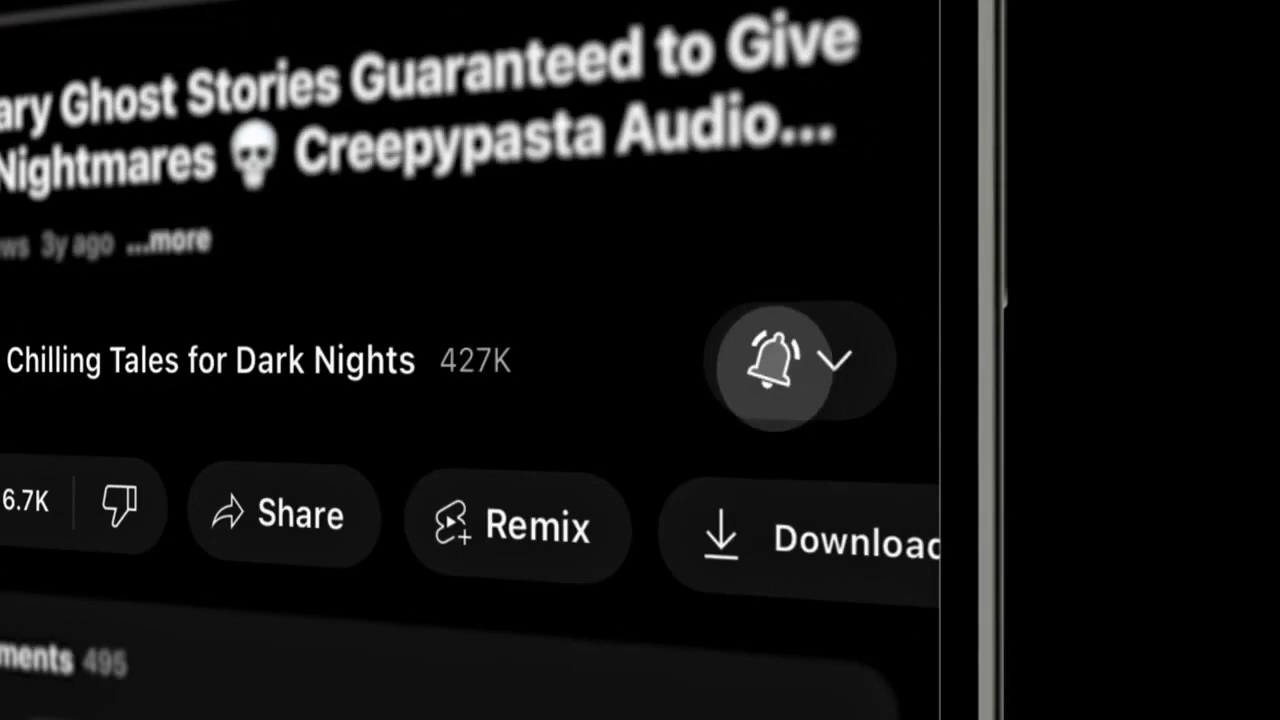 ary Ghost Stories Guaranteed to Give
Nightmares 💀 Creepypasta Audio...
ws 3y ago ...more
Chilling Tales for Dark Nights 427K
6.7K Share Remix Download
ments 495